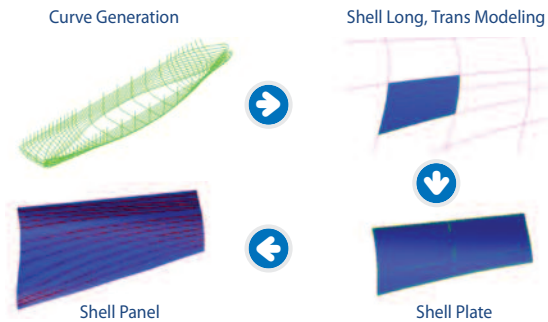 Curve Generation
Shell Long, Trans Modeling
Shell Panel
Shell Plate